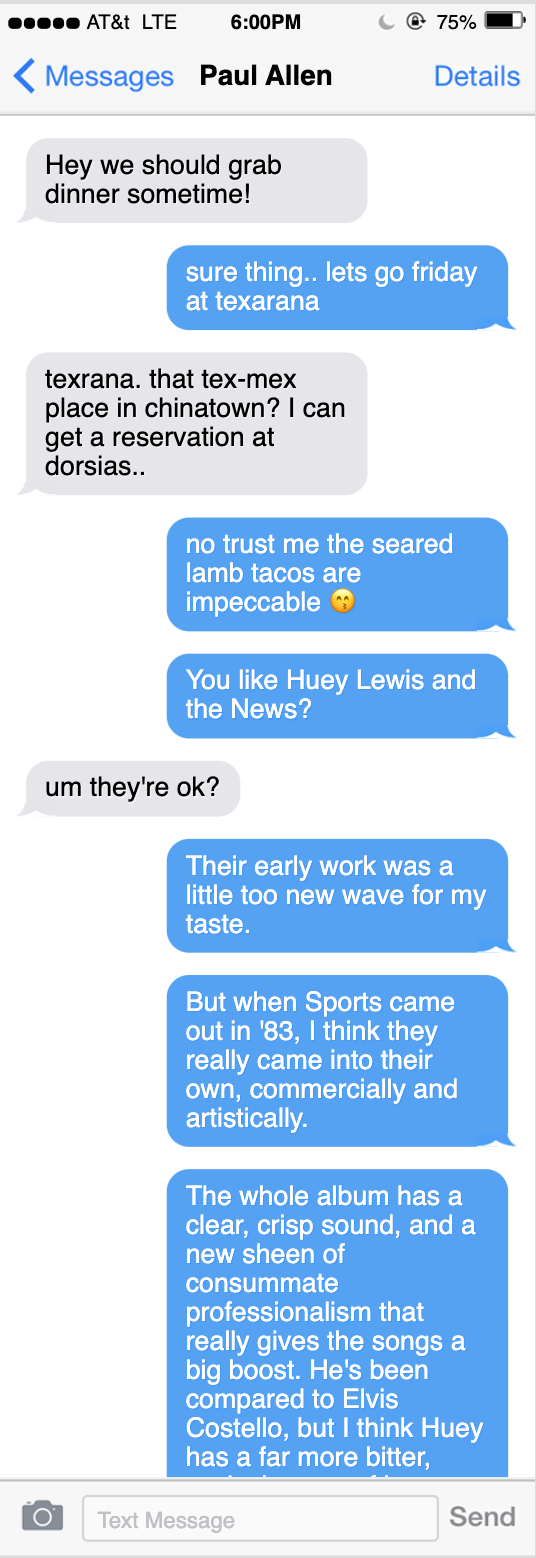 AT&t LTE 6:00PM 75%
Messages Paul Allen Details
Hey we should grab
dinner sometime!
sure thing.. lets go friday
at texarana
texrana. that tex-mex
place in chinatown? I can
get a reservation at
dorsias..
no trust me the seared
lamb tacos are
impeccable 😙
You like Huey Lewis and
the News?
um they're ok?
Their early work was a
little too new wave for my
taste.
But when Sports came
out in '83, I think they
really came into their
own, commercially and
artistically.
The whole album has a
clear, crisp sound, and a
new sheen of
consummate
professionalism that
really gives the songs a
big boost. He's been
compared to Elvis
Costello, but I think Huey
has a far more bitter,
Text Message Send